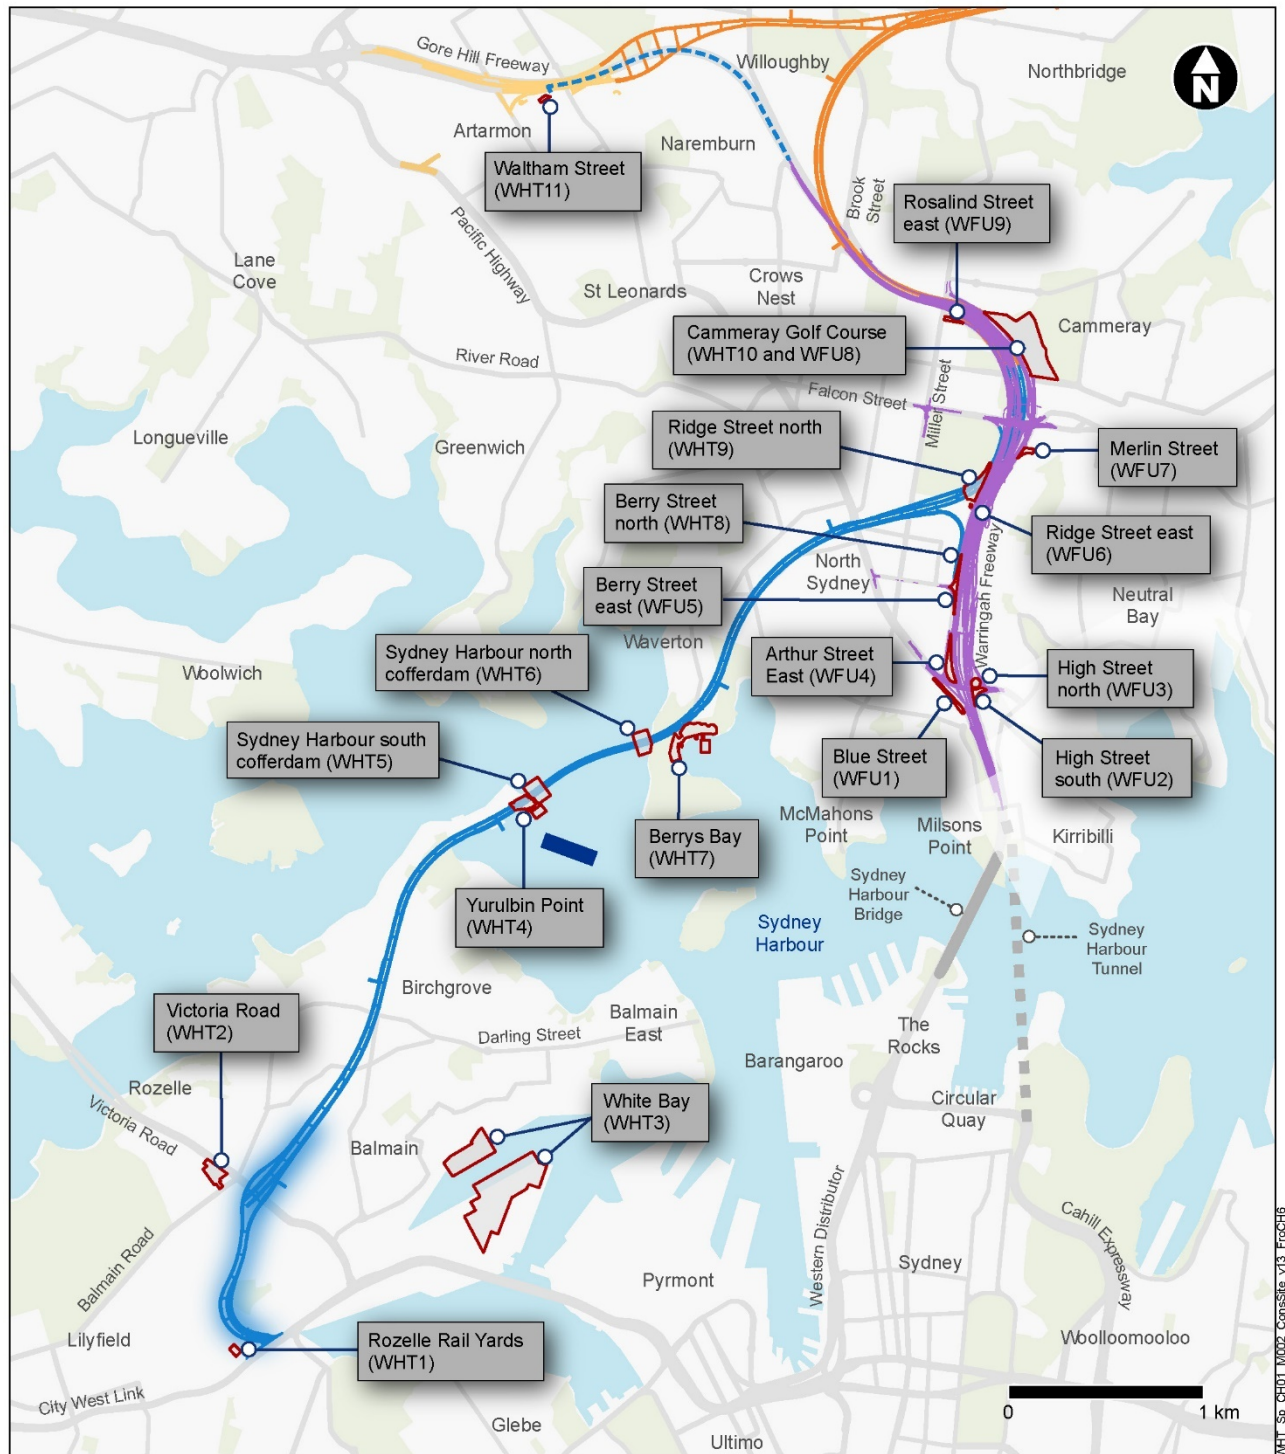 Gore Hill Freeway
Willoughby
Northbridge
N
Artarmon
Naremburn
Waltham Street
(WHT11)
Brook
Street
Rosalind Street
east (WFU9)
Pacific Highway
Lane
Cove
St Leonards
Crows
Nest
Cammeray
Cammeray Golf Course
(WHT10 and WFU8)
River Road
Falcon Street
Miller Street
Longueville
Greenwich
Ridge Street north
(WHT9)
Merlin Street
(WFU7)
Berry Street
north (WHT8)
Ridge Street east
(WFU6)
North
Sydney
Warringah Freeway
Berry Street
east (WFU5)
Neutral
Bay
Waverton
Woolwich
Sydney Harbour north
cofferdam (WHT6)
Arthur Street
East (WFU4)
High Street
north (WFU3)
Sydney Harbour south
cofferdam (WHT5)
Blue Street
(WFU1)
High Street
south (WFU2)
Berrys Bay
(WHT7)
McMahons
Point
Milsons
Point
Kirribilli
Yurulbin Point
(WHT4)
Sydney
Harbour
Bridge
Sydney
Harbour
Sydney
Harbour
Tunnel
Birchgrove
Victoria Road
(WHT2)
Darling Street
Balmain
East
The
Rocks
Barangaroo
Rozelle
Victoria Road
White Bay
(WHT3)
Circular
Quay
Balmain
Western Distributor
Cahill Expressway
Balmain Road
Pyrmont
Sydney
Lilyfield
Rozelle Rail Yards
(WHT1)
Woolloomooloo
City West Link
Glebe
Ultimo
0 1 km